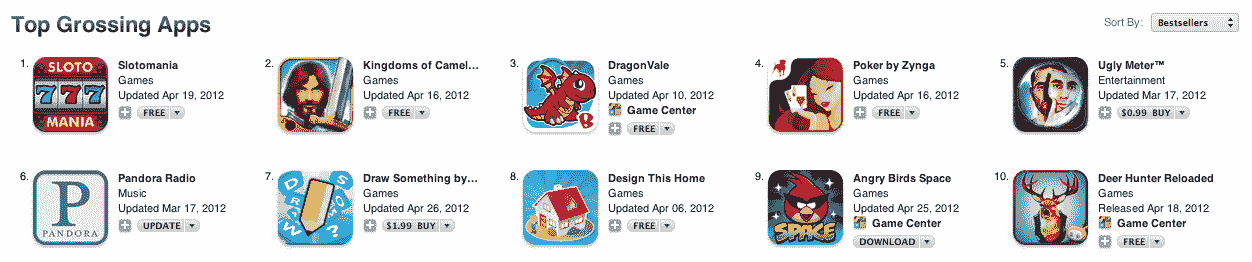 Top Grossing Apps
Sort By: Bestsellers
1.
SLOTO
777
MANIA
Slotomania
Games
Updated Apr 19, 2012
FREE
2.
Kingdoms of Camel...
Games
Updated Apr 16, 2012
FREE
3.
DragonVale
Games
Updated Apr 10, 2012
Game Center
FREE
4.
Poker by Zynga
Games
Updated Apr 16, 2012
FREE
5.
Ugly Meter™
Entertainment
Updated Mar 17, 2012
$0.99 BUY
6.
P
PANDORA
Pandora Radio
Music
Updated Mar 17, 2012
UPDATE
7.
DRAW
SOM?
Draw Something by...
Games
Updated Apr 26, 2012
$1.99 BUY
8.
Design This Home
Games
Updated Apr 06, 2012
FREE
9.
SPACE
Angry Birds Space
Games
Updated Apr 25, 2012
Game Center
DOWNLOAD
10.
Deer Hunter Reloaded
Games
Released Apr 18, 2012
Game Center
FREE